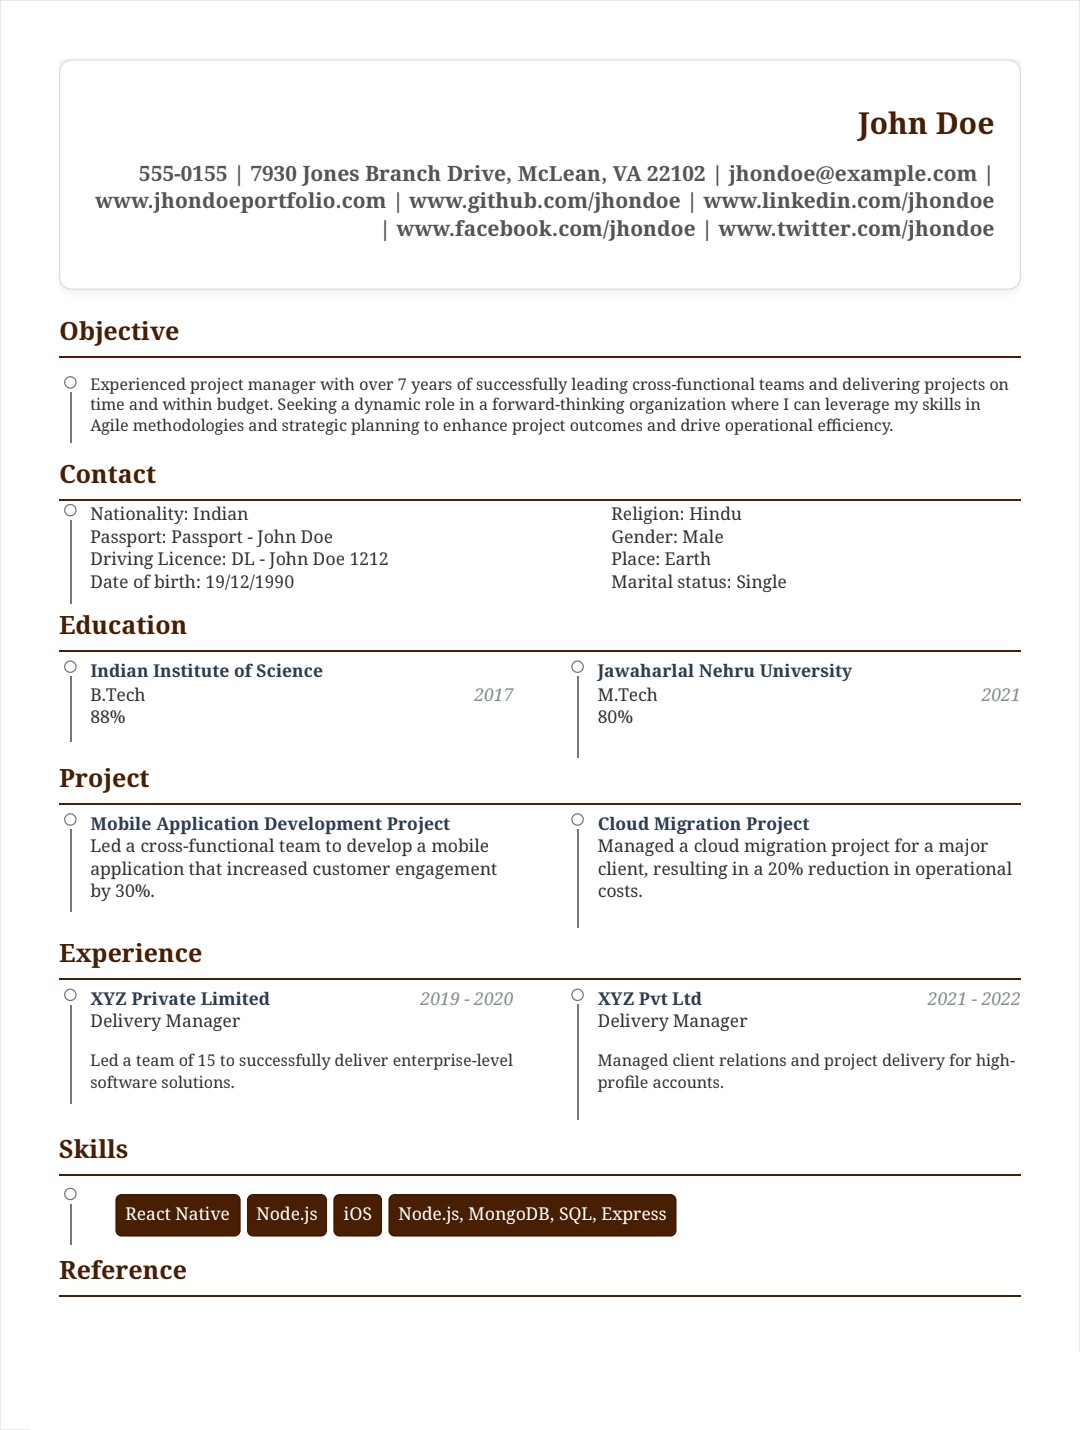 John Doe
555-0155 | 7930 Jones Branch Drive, McLean, VA 22102 | jhondoe@example.com |
www.jhondoeportfolio.com | www.github.com/jhondoe | www.linkedin.com/jhondoe
| www.facebook.com/jhondoe | www.twitter.com/jhondoe
Objective
Experienced project manager with over 7 years of successfully leading cross-functional teams and delivering projects on
time and within budget. Seeking a dynamic role in a forward-thinking organization where I can leverage my skills in
Agile methodologies and strategic planning to enhance project outcomes and drive operational efficiency.
Contact
Nationality: Indian
Passport: Passport - John Doe
Driving Licence: DL - John Doe 1212
Date of birth: 19/12/1990
Religion: Hindu
Gender: Male
Place: Earth
Marital status: Single
Education
Indian Institute of Science
B.Tech 2017
88%
Jawaharlal Nehru University
M.Tech 2021
80%
Project
Mobile Application Development Project
Led a cross-functional team to develop a mobile
application that increased customer engagement
by 30%.
Cloud Migration Project
Managed a cloud migration project for a major
client, resulting in a 20% reduction in operational
costs.
Experience
XYZ Private Limited 2019 - 2020
Delivery Manager
Led a team of 15 to successfully deliver enterprise-level
software solutions.
XYZ Pvt Ltd 2021 - 2022
Delivery Manager
Managed client relations and project delivery for high-
profile accounts.
Skills
React Native Node.js iOS Node.js, MongoDB, SQL, Express
Reference